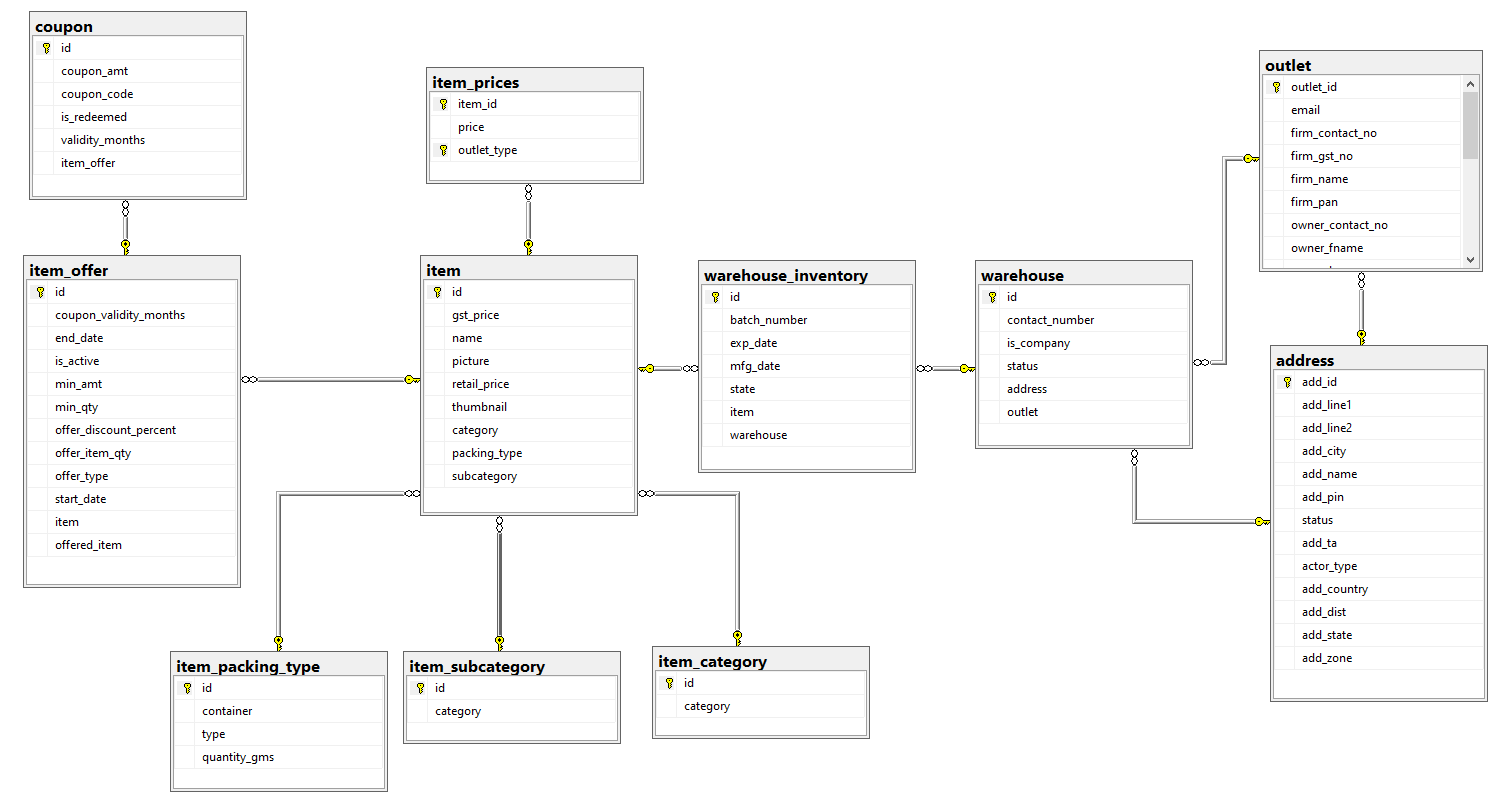 coupon
id
coupon_amt
coupon_code
is_redeemed
validity_months
item_offer
item_prices
item_id
price
outlet_type
outlet
outlet_id
email
firm_contact_no
firm_gst_no
firm_name
firm_pan
owner_contact_no
owner_fname
item_offer
id
coupon_validity_months
end_date
is_active
min_amt
min_qty
offer_discount_percent
offer_item_qty
offer_type
start_date
item
offered_item
item
id
gst_price
name
picture
retail_price
thumbnail
category
packing_type
subcategory
warehouse_inventory
id
batch_number
exp_date
mfg_date
state
item
warehouse
warehouse
id
contact_number
is_company
status
address
outlet
address
add_id
add_line1
add_line2
add_city
add_name
add_pin
status
add_ta
actor_type
add_country
add_dist
add_state
add_zone
item_packing_type
id
container
type
quantity_gms
item_subcategory
id
category
item_category
id
category